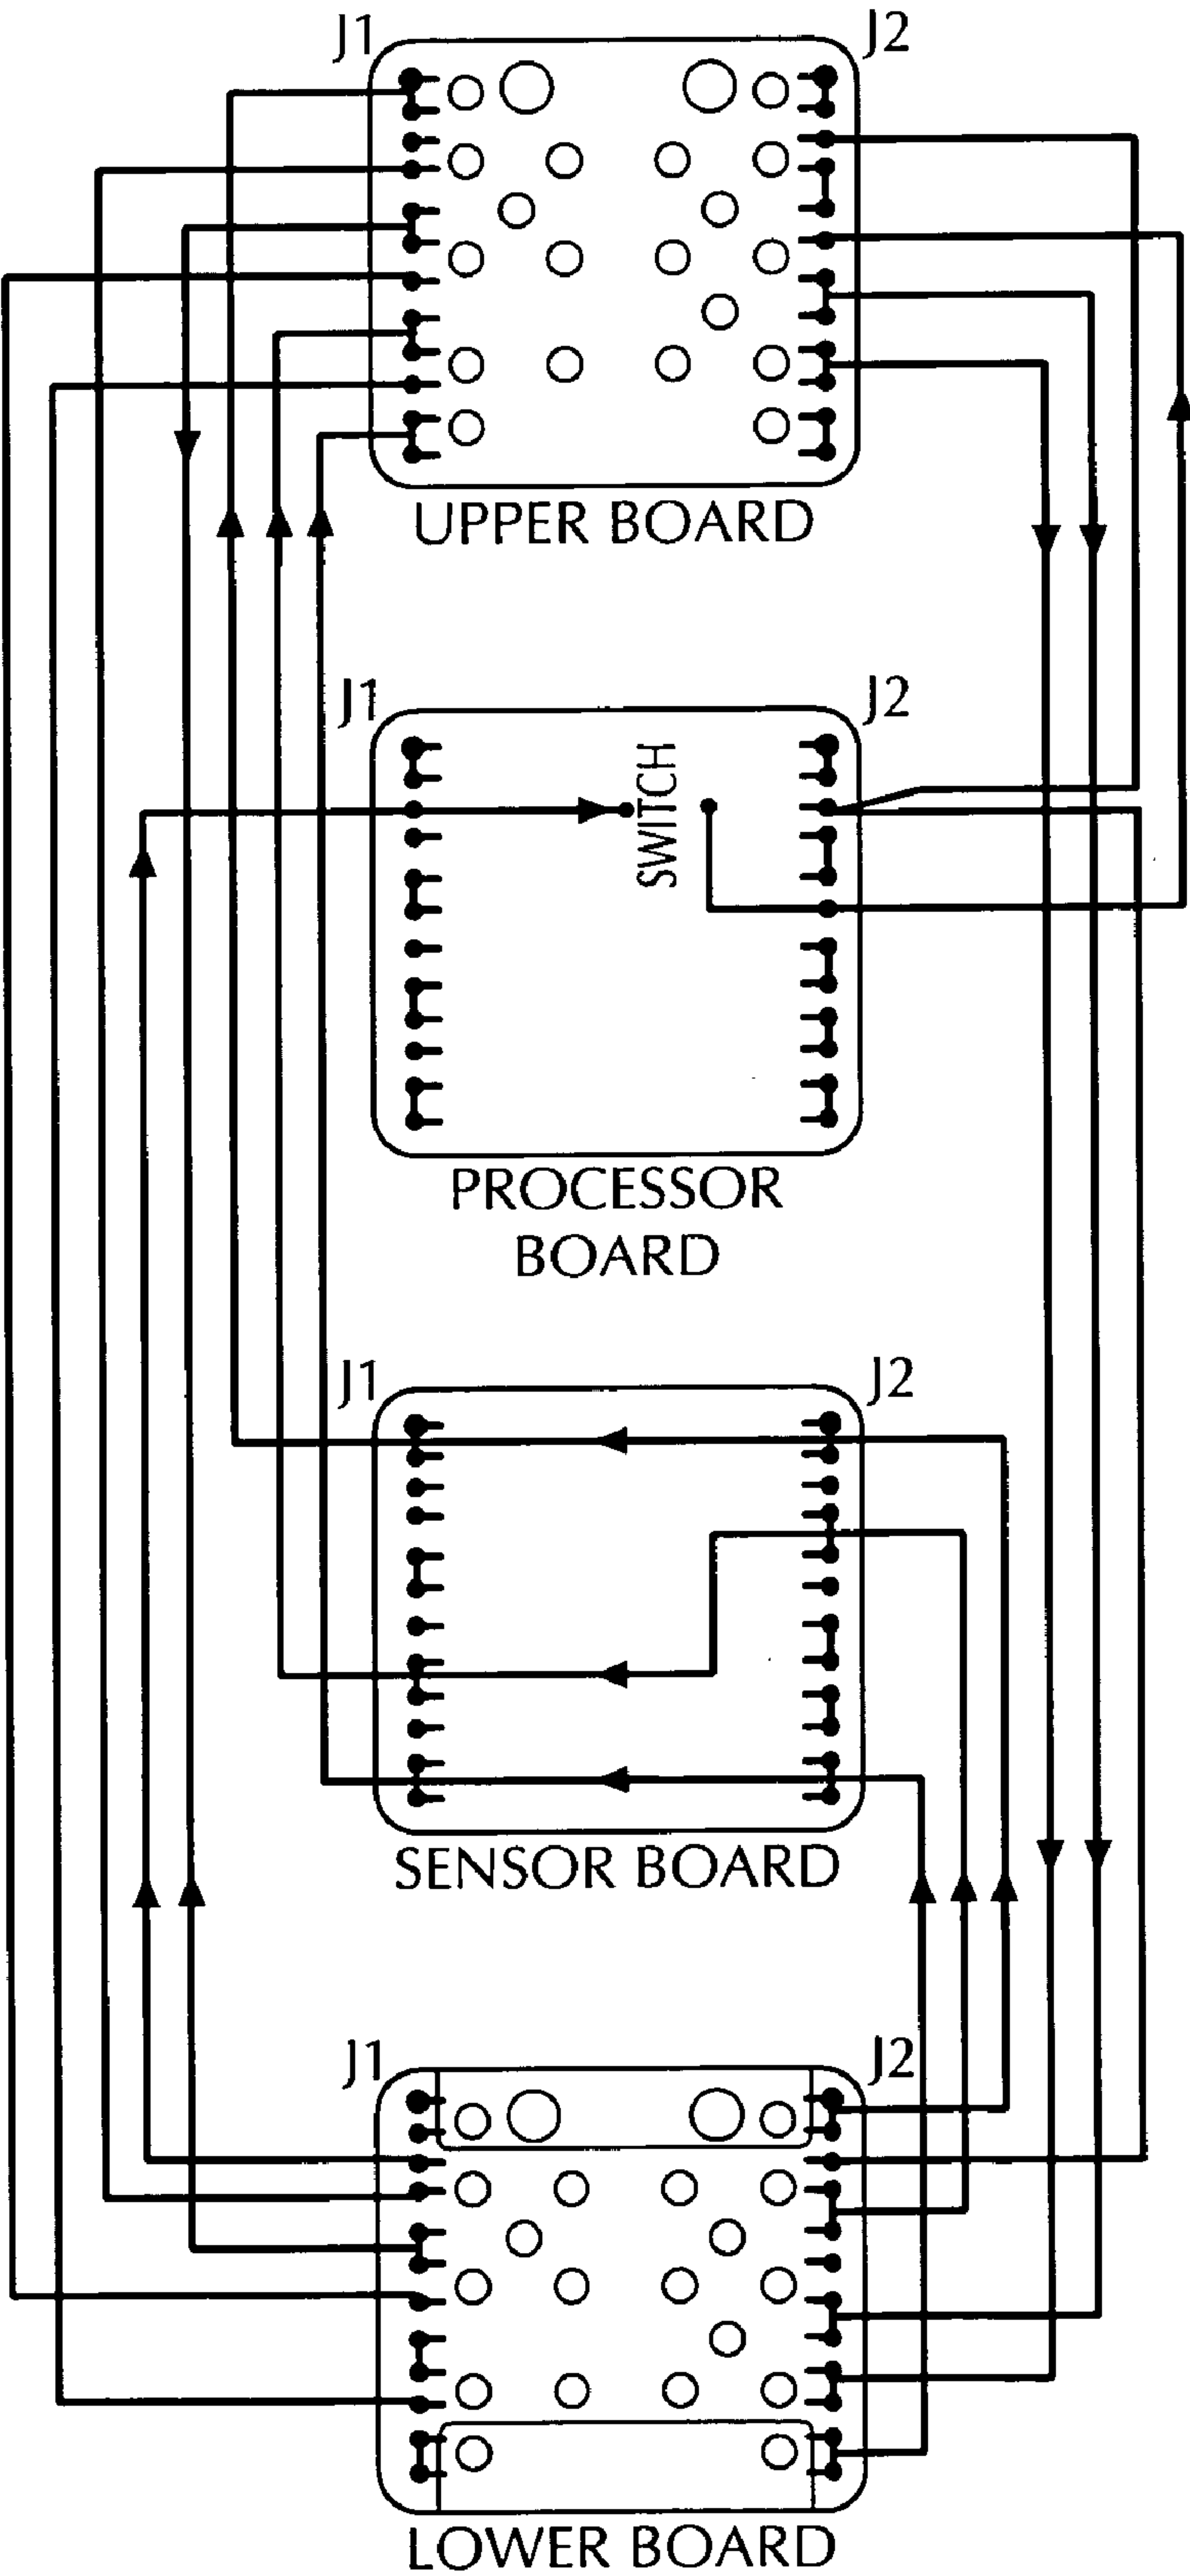 J1
J2
UPPER BOARD
J1
J2
SWITCH
PROCESSOR
BOARD
J1
J2
SENSOR BOARD
J1
J2
LOWER BOARD